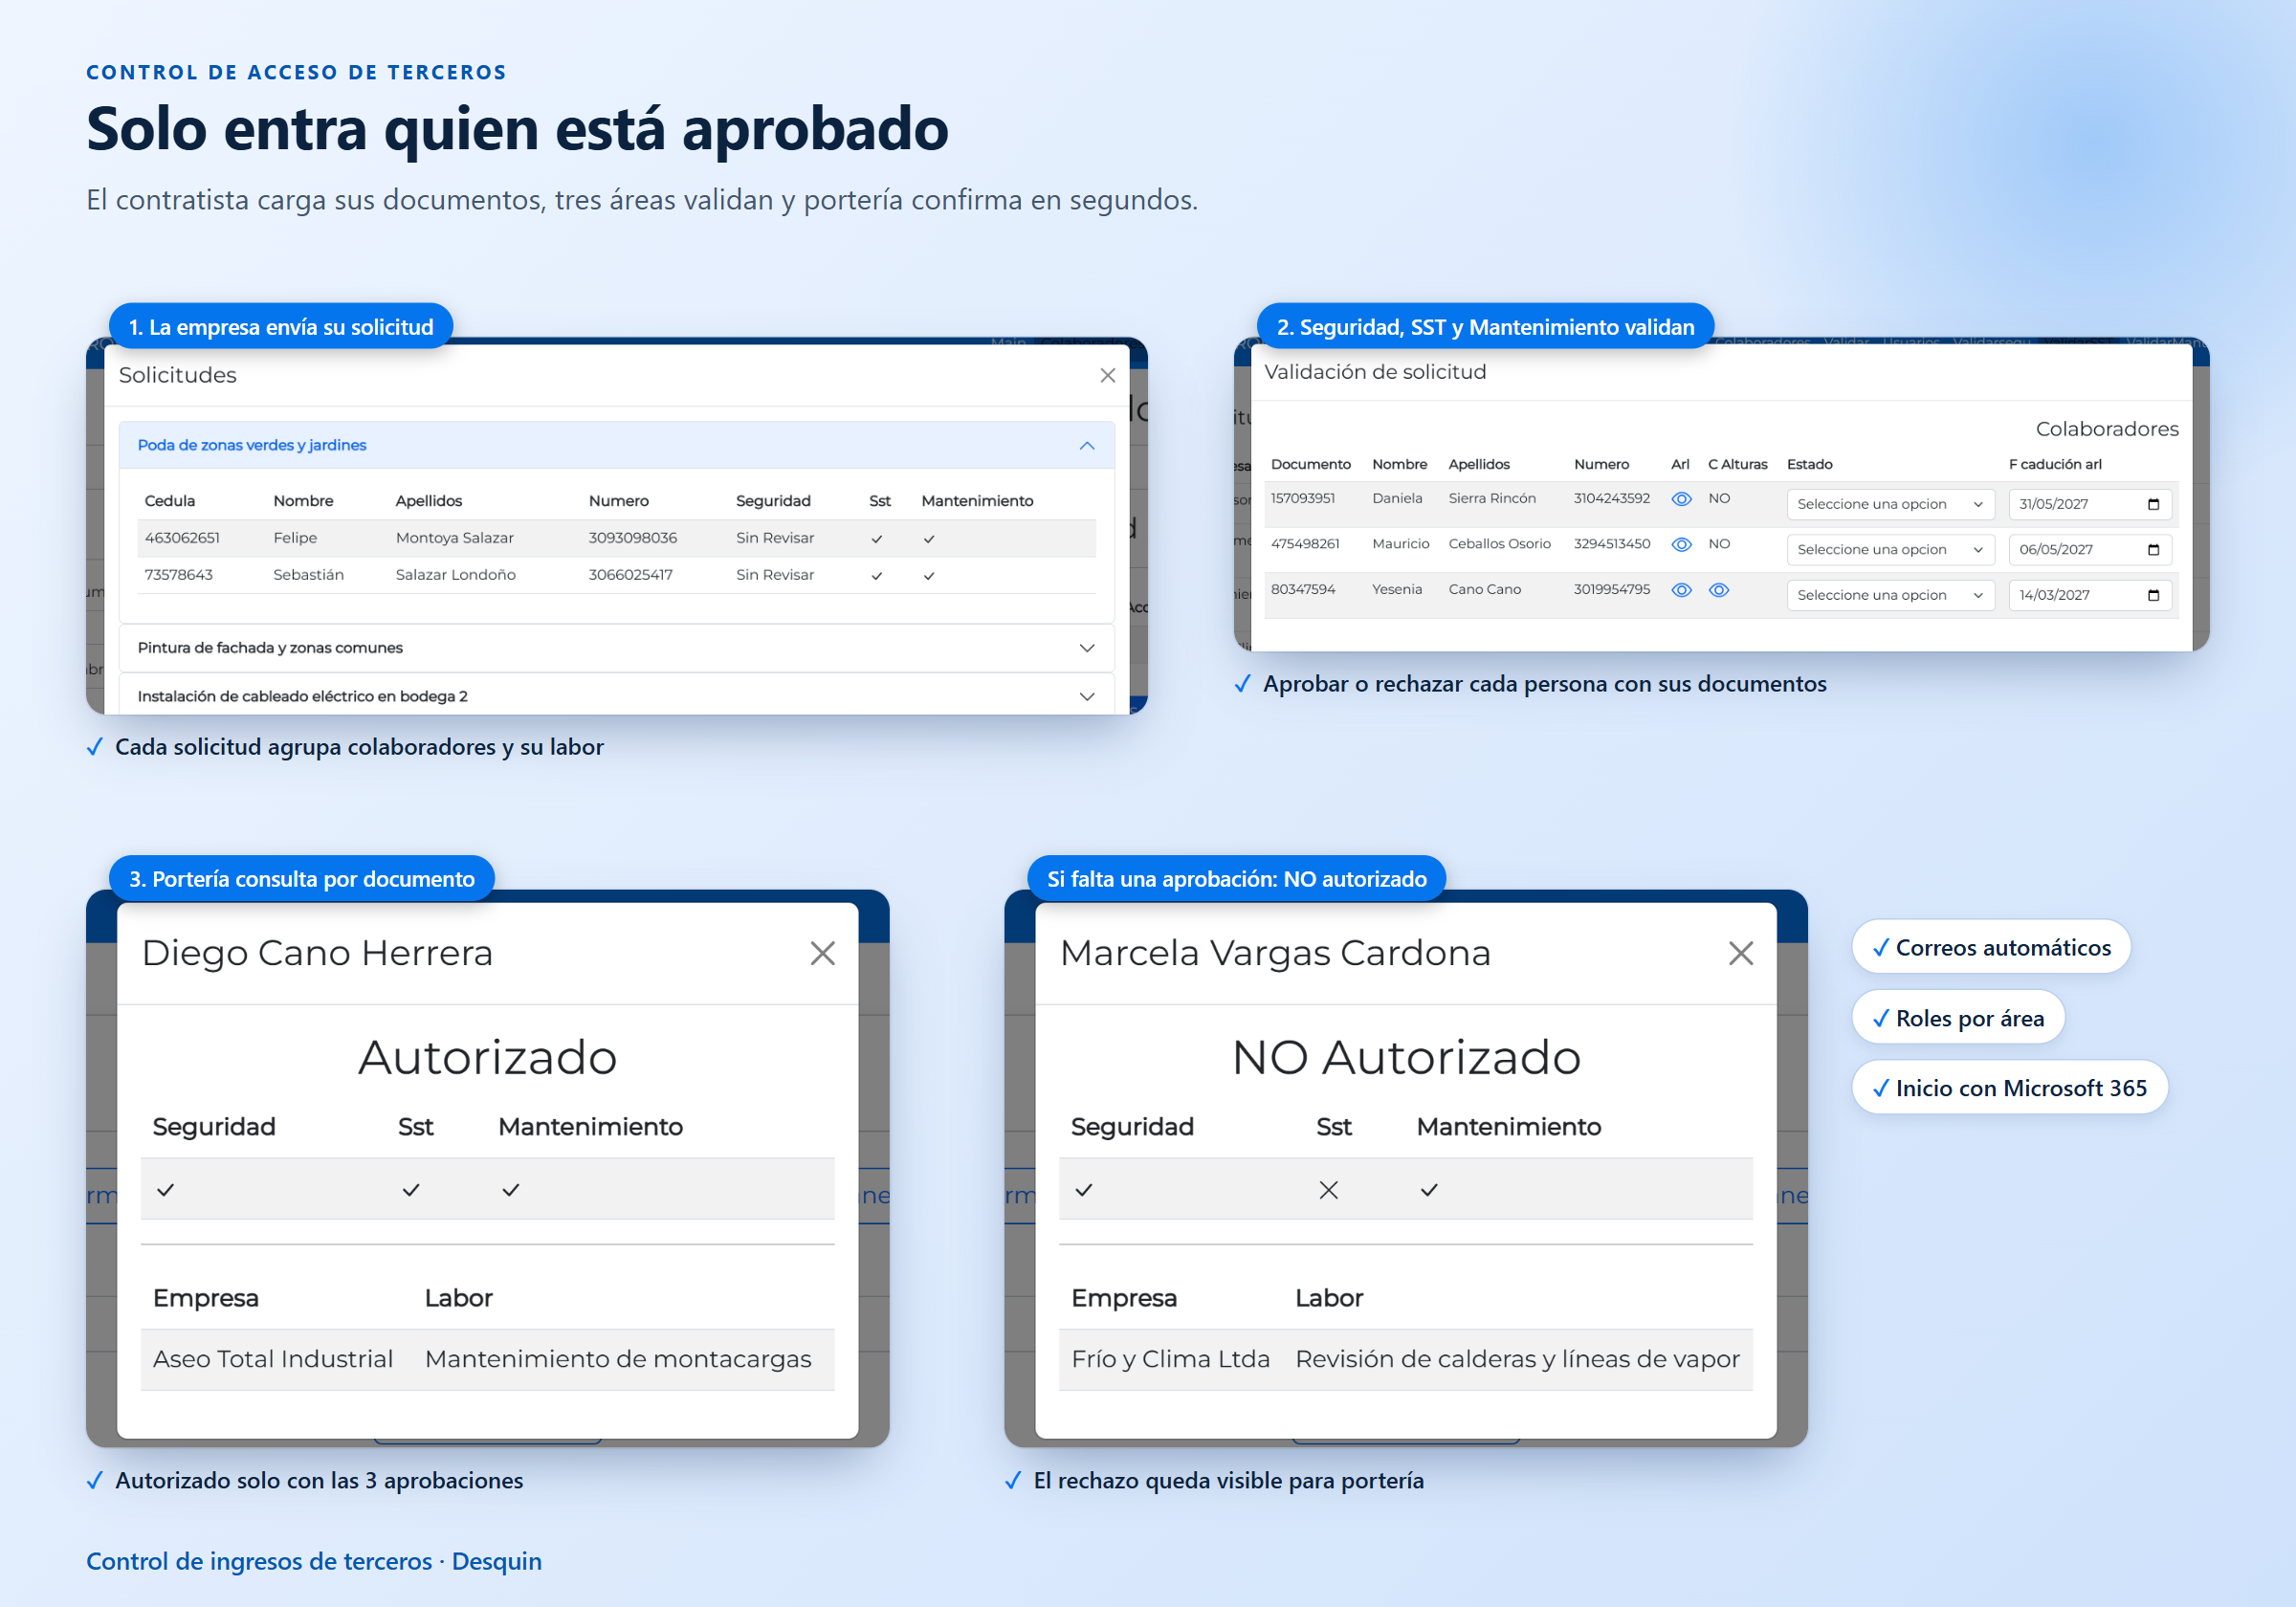 CONTROL DE ACCESO DE TERCEROS
Solo entra quien está aprobado
El contratista carga sus documentos, tres áreas validan y portería confirma en segundos.
1. La empresa envía su solicitud
Main
Solicitudes
Poda de zonas verdes y jardines
Cedula Nombre Apellidos Numero Seguridad Sst Mantenimiento
463062651 Felipe Montoya Salazar 3093098036 Sin Revisar ✓ ✓
73578643 Sebastián Salazar Londoño 3066025417 Sin Revisar ✓ ✓
Pintura de fachada y zonas comunes
Instalación de cableado eléctrico en bodega 2
✓ Cada solicitud agrupa colaboradores y su labor
2. Seguridad, SST y Mantenimiento validan
Colaboradores Validar Usuarios Validarsegu ValidarSST
Validación de solicitud
Colaboradores
Documento Nombre Apellidos Numero Arl C Alturas Estado F cadución arl
157093951 Daniela Sierra Rincón 3104243592 NO Seleccione una opcion 31/05/2027
475498261 Mauricio Ceballos Osorio 3294513450 NO Seleccione una opcion 06/05/2027
80347594 Yesenia Cano Cano 3019954795 Seleccione una opcion 14/03/2027
✓ Aprobar o rechazar cada persona con sus documentos
3. Portería consulta por documento
Diego Cano Herrera
Autorizado
Seguridad Sst Mantenimiento
✓ ✓ ✓
Empresa Labor
Aseo Total Industrial Mantenimiento de montacargas
✓ Autorizado solo con las 3 aprobaciones
Si falta una aprobación: NO autorizado
Marcela Vargas Cardona
NO Autorizado
Seguridad Sst Mantenimiento
✓ ✕ ✓
Empresa Labor
Frío y Clima Ltda Revisión de calderas y líneas de vapor
✓ El rechazo queda visible para portería
✓ Correos automáticos
✓ Roles por área
✓ Inicio con Microsoft 365
Control de ingresos de terceros · Desquin